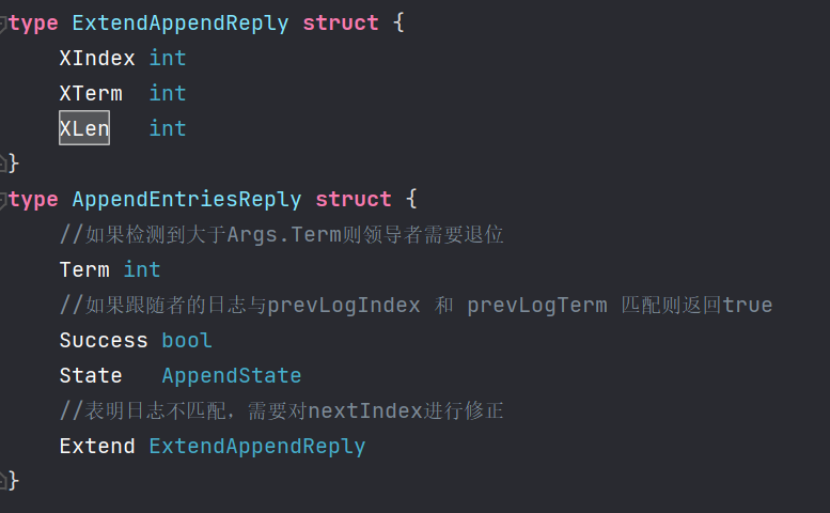 type ExtendAppendReply struct {
XIndex int
XTerm int
XLen int
}
type AppendEntriesReply struct {
//如果检测到大于Args.Term则领导者需要退位
Term int
//如果跟随者的日志与prevLogIndex 和 prevLogTerm 匹配则返回true
Success bool
State AppendState
//表明日志不匹配，需要对nextIndex进行修正
Extend ExtendAppendReply
}